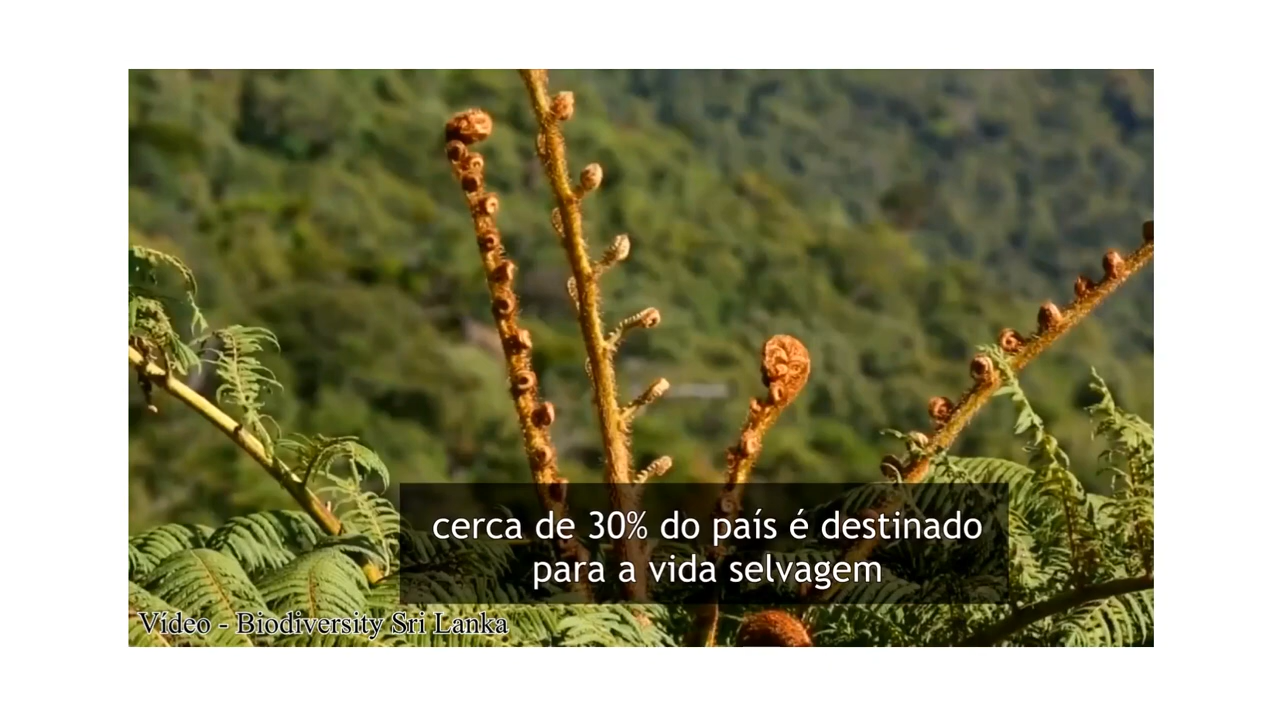 cerca de 30% do país é destinado
para a vida selvagem
Vídeo - Biodiversity Sri Lanka